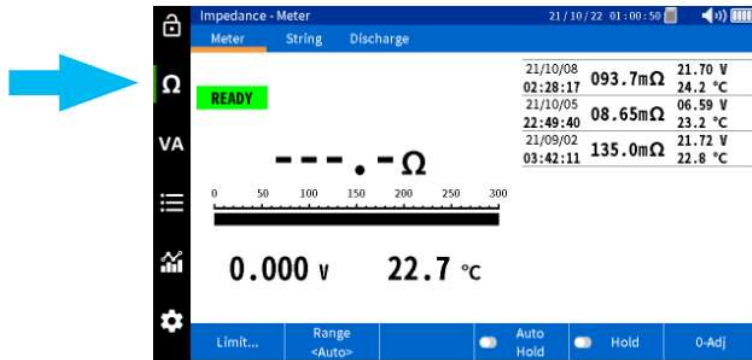 Impedance - Meter 21/10/22 01:00:50
Meter String Discharge
Ω
VA
READY
---.-Ω
0 50 100 150 200 250 300
0.000 V 22.7 °C
21/10/08 093.7mΩ 21.70 V
02:28:17 24.2 °C
21/10/05 08.65mΩ 06.59 V
22:49:40 23.2 °C
21/09/02 135.0mΩ 21.72 V
03:42:11 22.8 °C
Limit... Range Auto Hold 0-Adj
<Auto> Hold